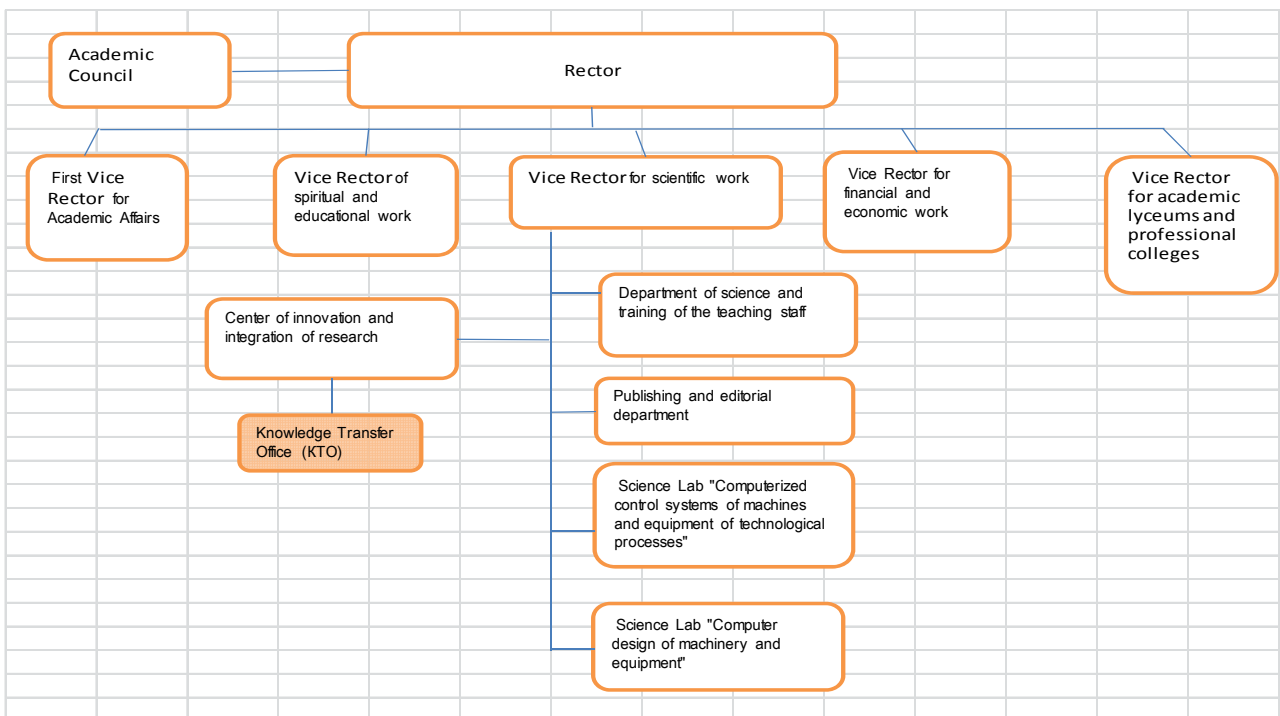 Academic
Council
Rector
First Vice
Rector for
Academic Affairs
Vice Rector of
spiritual and
educational work
Vice Rector for scientific work
Vice Rector for
financial and
economic work
Vice Rector
for academic
lyceums and
professional
colleges
Department of science and
training of the teaching staff
Center of innovation and
integration of research
Publishing and editorial
department
Knowledge Transfer
Office (KTO)
Science Lab "Computerized
control systems of machines
and equipment of technological
processes"
Science Lab "Computer
design of machinery and
equipment"